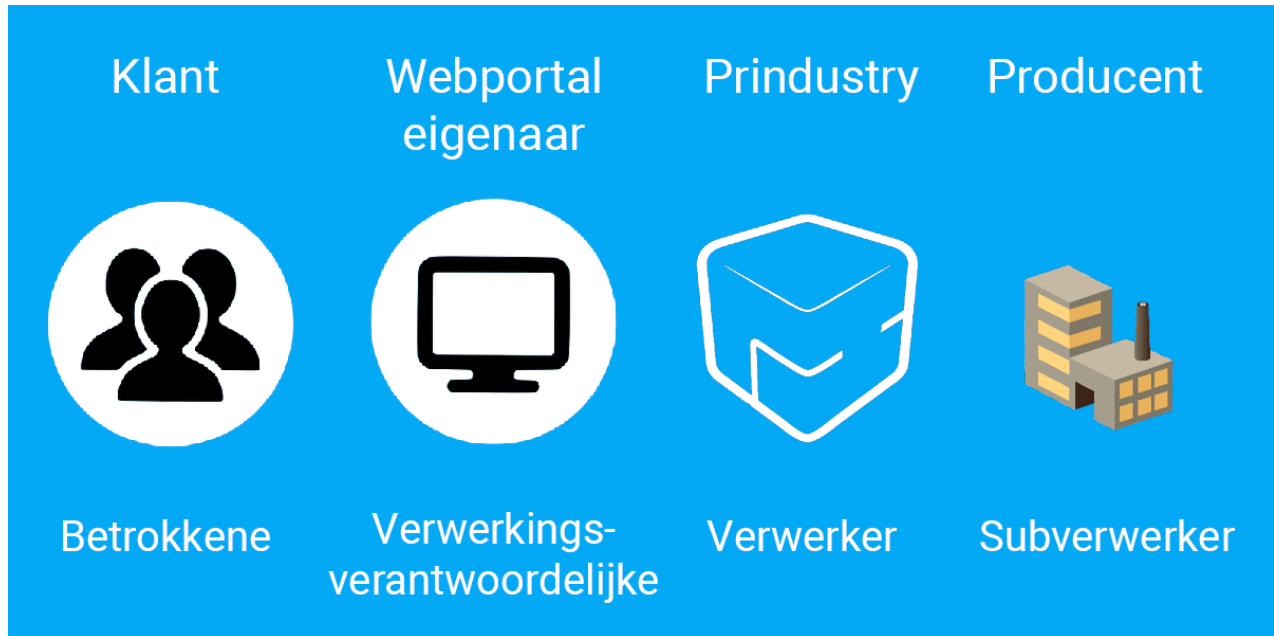 Klant
Webportal
eigenaar
Prindustry
Producent
Betrokkene
Verwerkings-
verantwoordelijke
Verwerker
Subverwerker